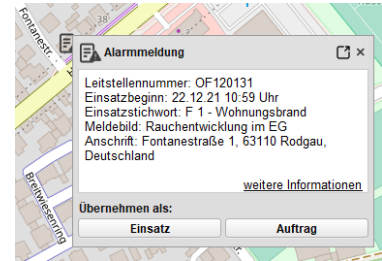 Fontanestr.
38
Alarmmeldung
Leitstellennummer: OF120131
Einsatzbeginn: 22.12.21 10:59 Uhr
Einsatzstichwort: F 1 - Wohnungsbrand
Meldebild: Rauchentwicklung im EG
Anschrift: Fontanestraße 1, 63110 Rodgau,
Deutschland
weitere Informationen
Übernehmen als:
Einsatz
Auftrag
Breitwiesenring